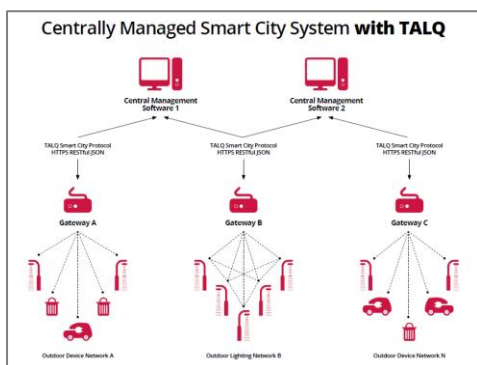 Centrally Managed Smart City System with TALQ
Central Management
Software 1
Central Management
Software 2
TALQ Smart City Protocol
HTTPS RESTful JSON
TALQ Smart City Protocol
HTTPS RESTful JSON
TALQ Smart City Protocol
HTTPS RESTful JSON
Gateway A
Gateway B
Gateway C
Outdoor Device Network A
Outdoor Lighting Network B
Outdoor Device Network N